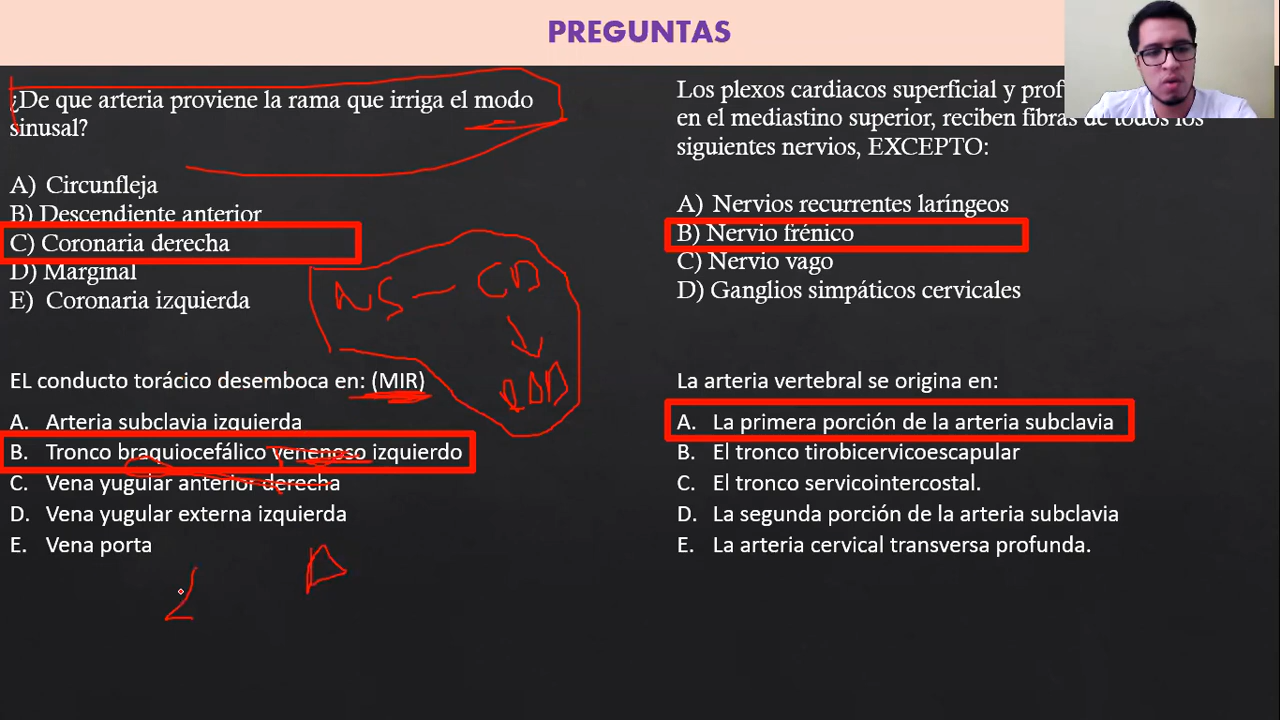 PREGUNTAS
¿De que arteria proviene la rama que irriga el modo
sinusal?
A) Circunfleja
B) Descendiente anterior
C) Coronaria derecha
D) Marginal
E) Coronaria izquierda
NS — CD
EL conducto torácico desemboca en: (MIR)
A. Arteria subclavia izquierda
B. Tronco braquiocefálico venenoso izquierdo
C. Vena yugular anterior derecha
D. Vena yugular externa izquierda
E. Vena porta
D
Los plexos cardiacos superficial y
en el mediastino superior, reciben fibras de todos los
siguientes nervios, EXCEPTO:
A) Nervios recurrentes laríngeos
B) Nervio frénico
C) Nervio vago
D) Ganglios simpáticos cervicales
La arteria vertebral se origina en:
A. La primera porción de la arteria subclavia
B. El tronco tirobicervicoescapular
C. El tronco servicointercostal.
D. La segunda porción de la arteria subclavia
E. La arteria cervical transversa profunda.